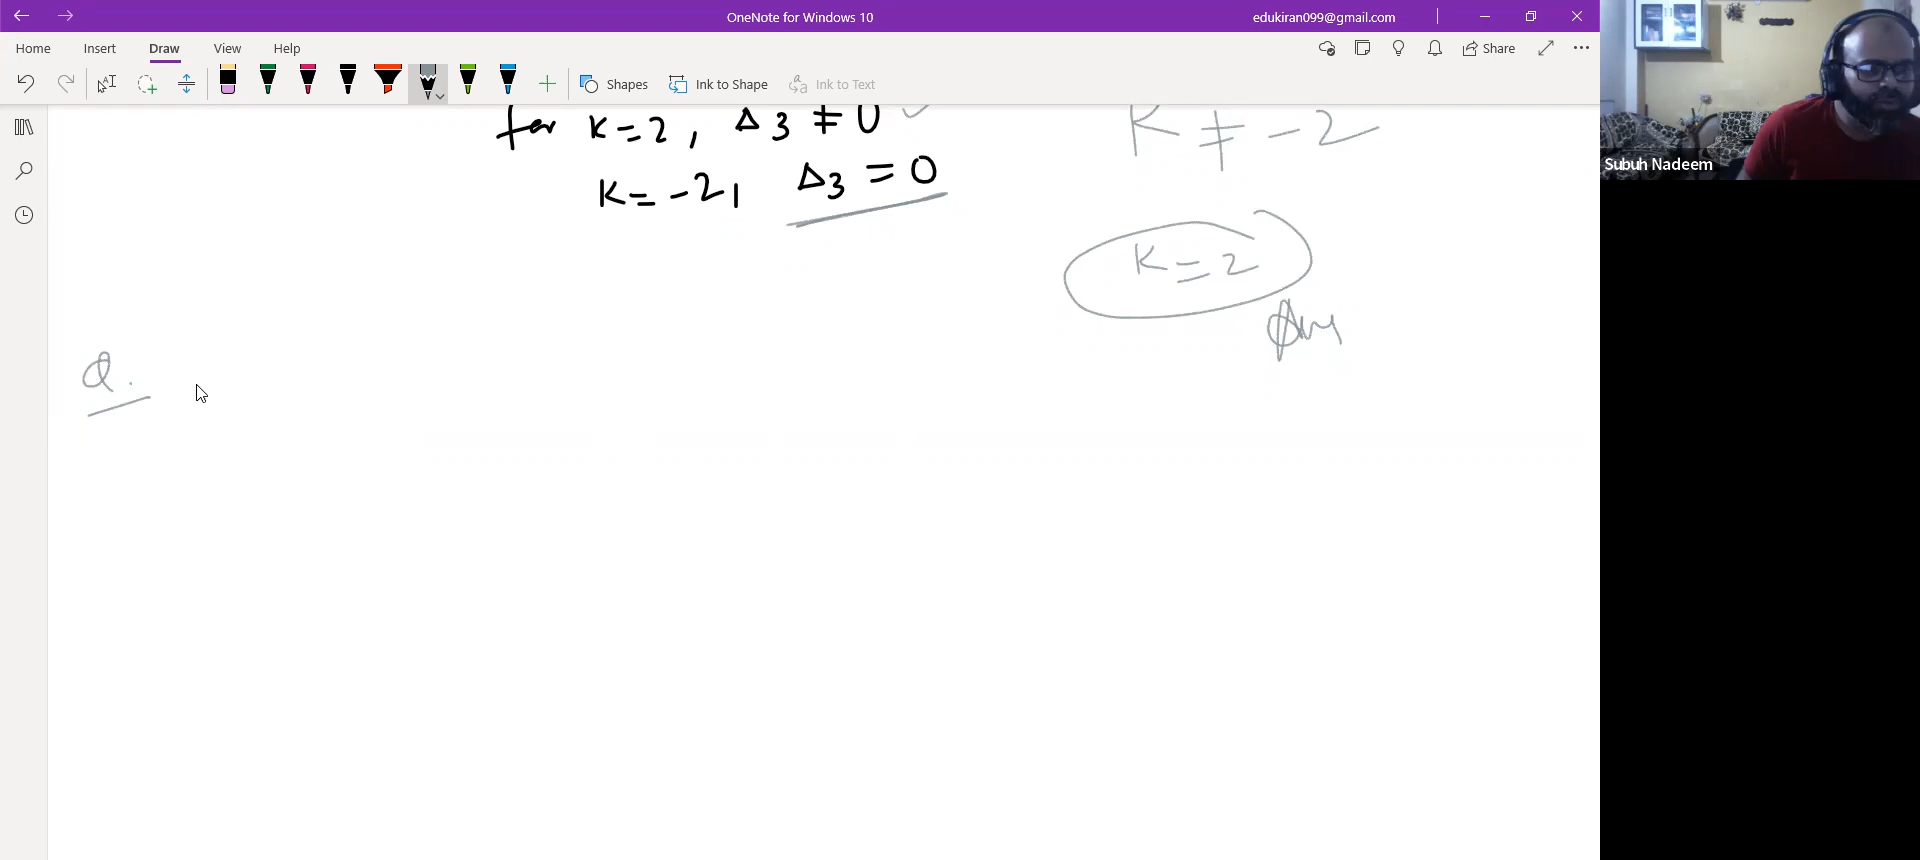 OneNote for Windows 10
edukiran099@gmail.com
Home Insert Draw View Help
Share
Shapes Ink to Shape Ink to Text
for K=2, Δ3 ≠ 0
K=-2, Δ3 = 0
K ≠ -2
K=2
Ans
Q.
Subuh Nadeem